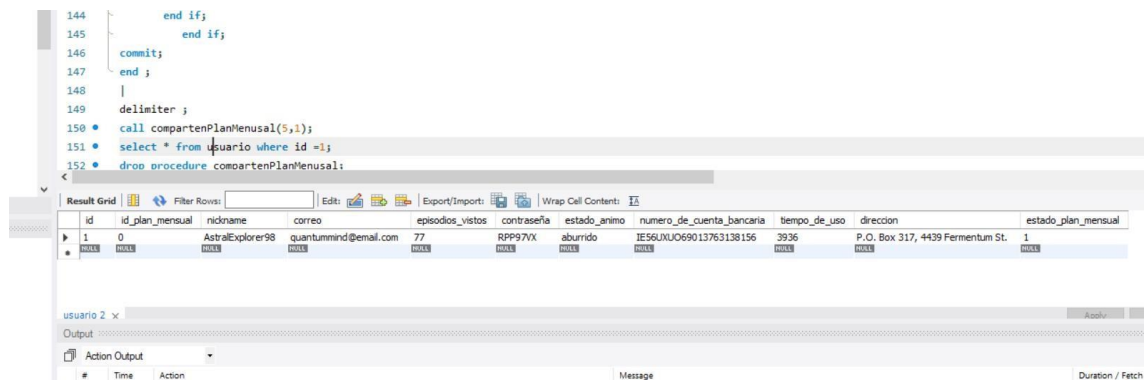 144 end if;
145 end if;
146 commit;
147 end ;
148 |
149 delimiter ;
150 call compartenPlanMenusal(5,1);
151 select * from usuario where id =1;
152 drop procedure compartenPlanMenusal;
Result Grid Filter Rows: Edit: Export/Import: Wrap Cell Content:
id id_plan_mensual nickname correo episodios_vistos contraseña estado_animo numero_de_cuenta_bancaria tiempo_de_uso direccion estado_plan_mensual
1 0 AstralExplorer98 quantummind@email.com 77 RPP97VX aburrido IE56UXUO69013763138156 3936 P.O. Box 317, 4439 Fermentum St. 1
NULL NULL NULL NULL NULL NULL NULL NULL NULL NULL NULL
usuario 2 Apply
Output
Action Output
# Time Action Message Duration / Fetch